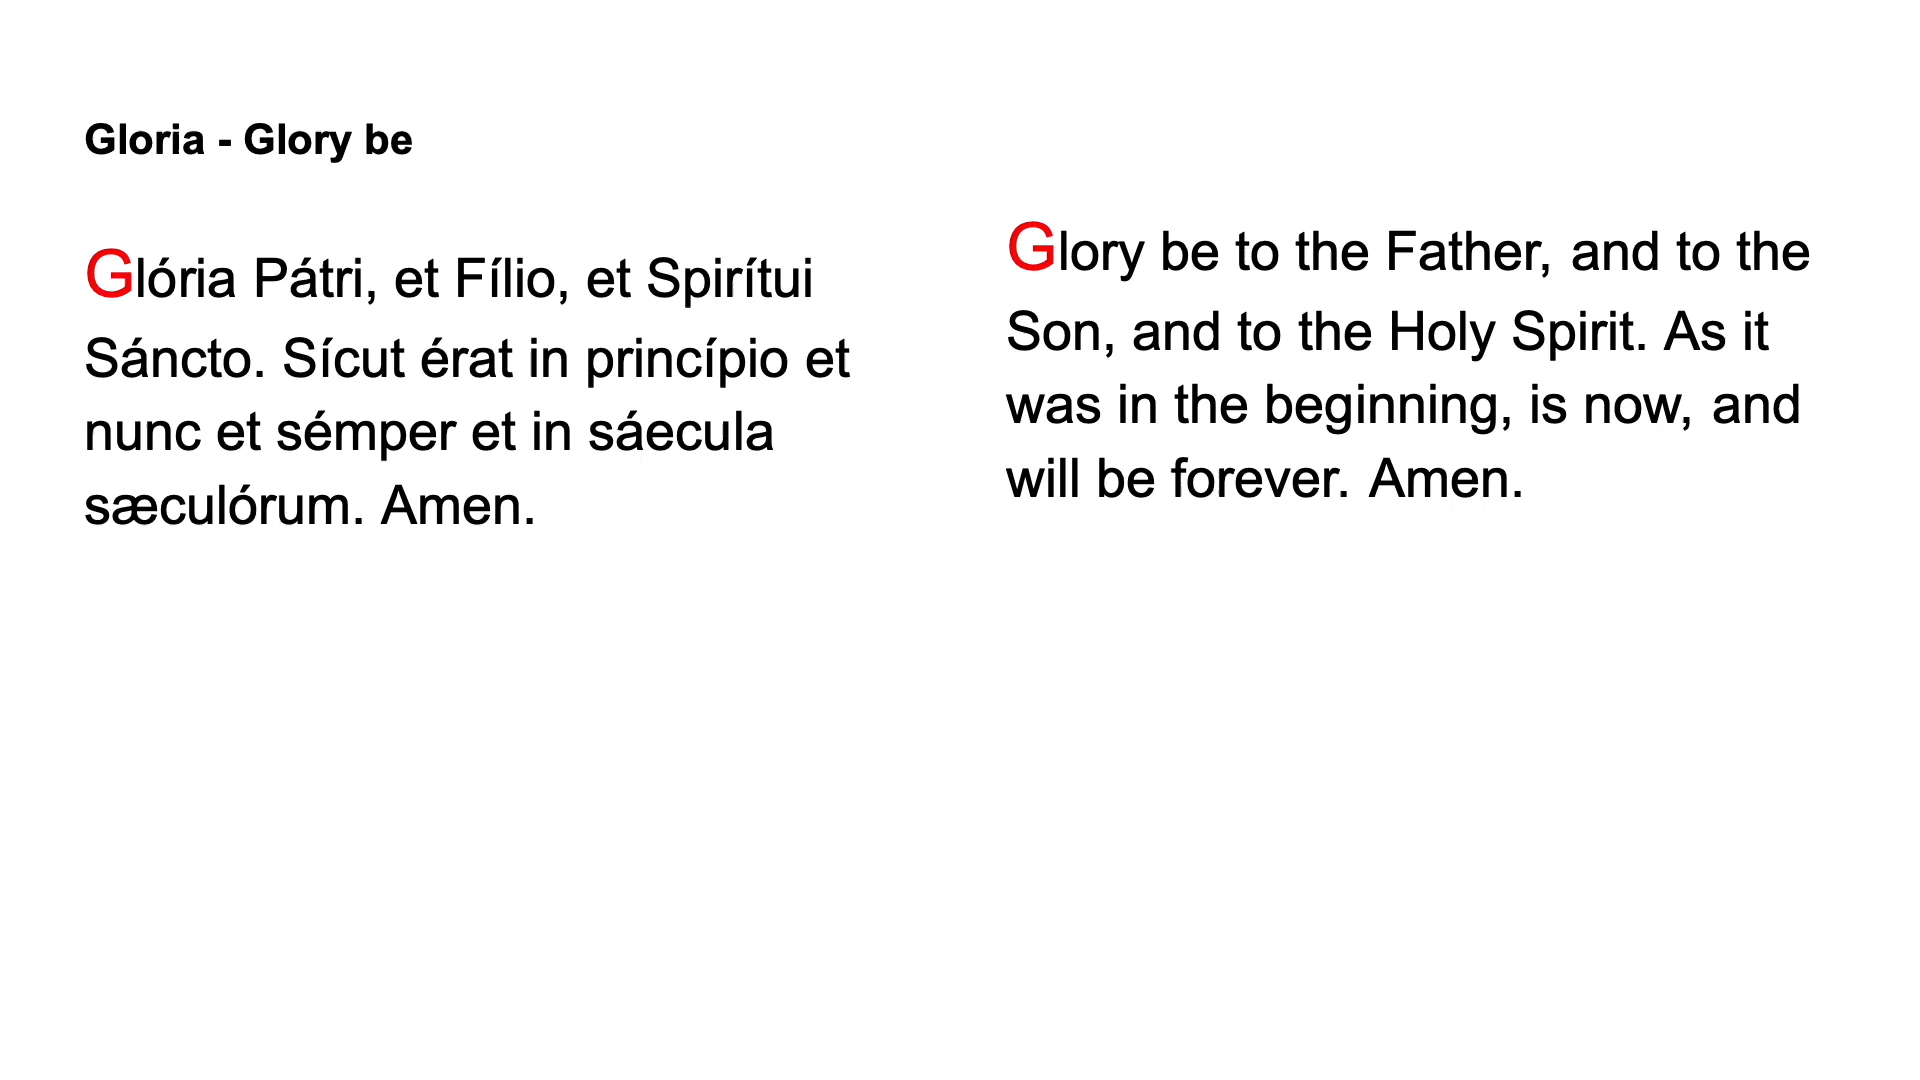 Gloria - Glory be
Glória Pátri, et Fílio, et Spirítui
Sáncto. Sícut érat in princípio et
nunc et sémper et in sáecula
sæculórum. Amen.
Glory be to the Father, and to the
Son, and to the Holy Spirit. As it
was in the beginning, is now, and
will be forever. Amen.